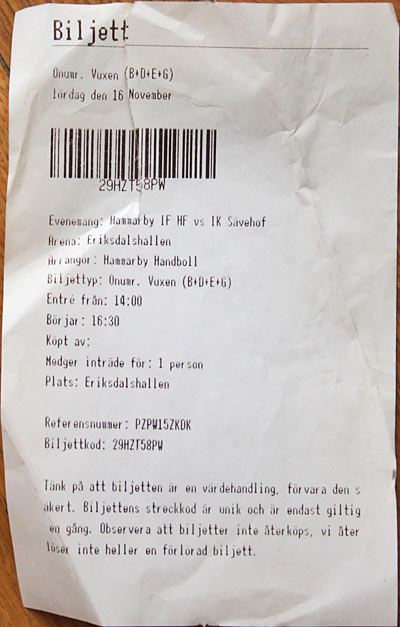 Biljett
Onumr. Vuxen (B+D+E+G)
lördag den 16 November
29HZT58PW
Evenemang: Hammarby IF HF vs IK Sävehof
Arena: Eriksdalshallen
Arrangör: Hammarby Handboll
Biljettyp: Onumr. Vuxen (B+D+E+G)
Entré från: 14:00
Börjar: 16:30
Köpt av:
Medger inträde för: 1 person
Plats: Eriksdalshallen
Referensnummer: PZPW15ZKDK
Biljettkod: 29HZT58PW
Tänk på att biljetten är en värdehandling, förvara den s
äkert. Biljettens streckkod är unik och är endast giltig
en gång. Observera att biljetter inte återköps, vi åter
löser inte heller en förlorad biljett.